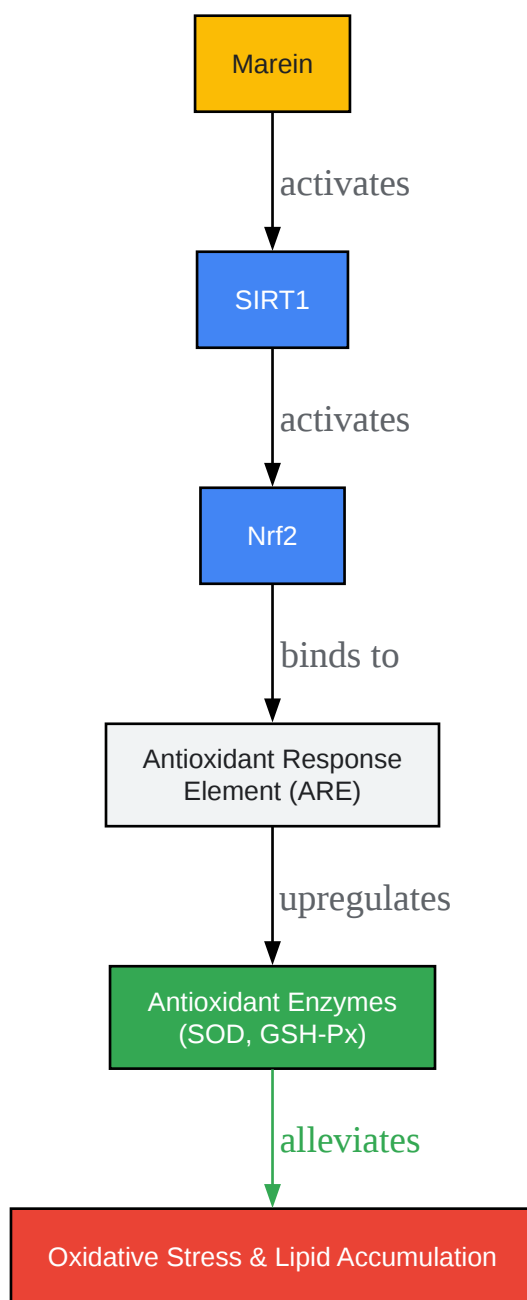 Marein
activates
SIRT1
activates
Nrf2
binds to
Antioxidant Response
Element (ARE)
upregulates
Antioxidant Enzymes
(SOD, GSH-Px)
alleviates
Oxidative Stress & Lipid Accumulation